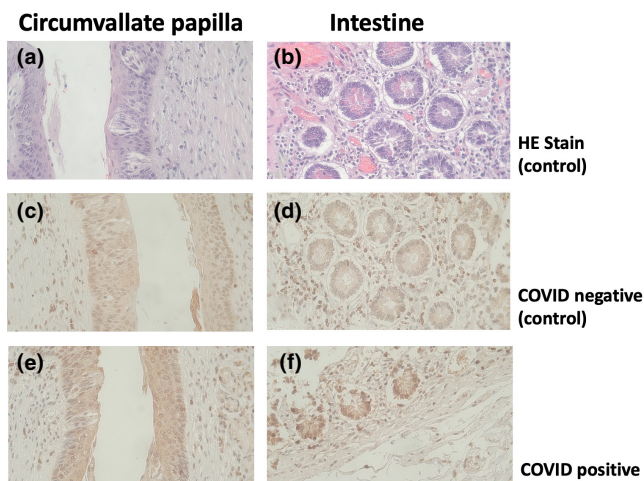 Circumvallate papilla
Intestine
(a)
(b)
HE Stain
(control)
(c)
(d)
COVID negative
(control)
(e)
(f)
COVID positive